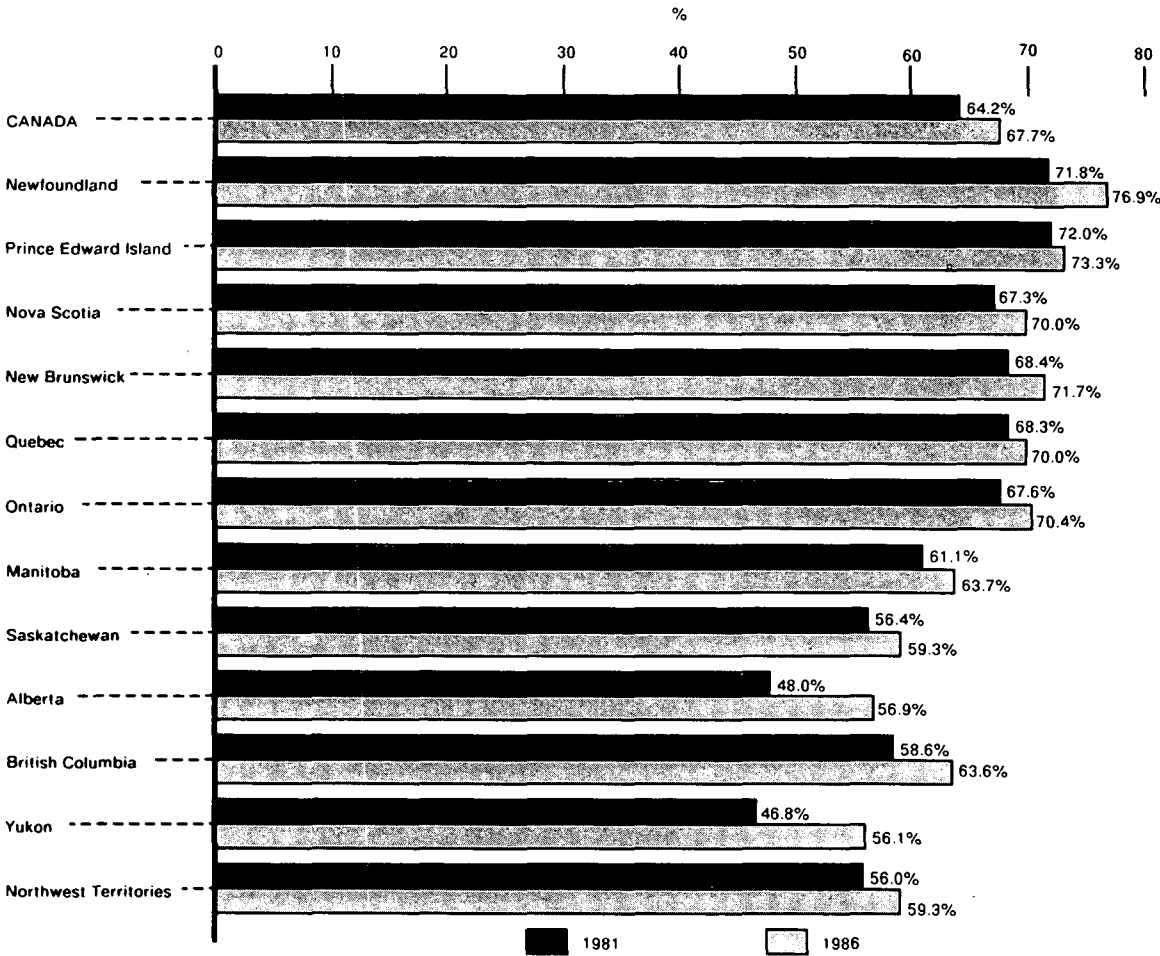 %
0 10 20 30 40 50 60 70 80
CANADA 64.2%
67.7%
Newfoundland 71.8%
76.9%
Prince Edward Island 72.0%
73.3%
Nova Scotia 67.3%
70.0%
New Brunswick 68.4%
71.7%
Quebec 68.3%
70.0%
Ontario 67.6%
70.4%
Manitoba 61.1%
63.7%
Saskatchewan 56.4%
59.3%
Alberta 48.0%
56.9%
British Columbia 58.6%
63.6%
Yukon 46.8%
56.1%
Northwest Territories 56.0%
59.3%
1981 1986